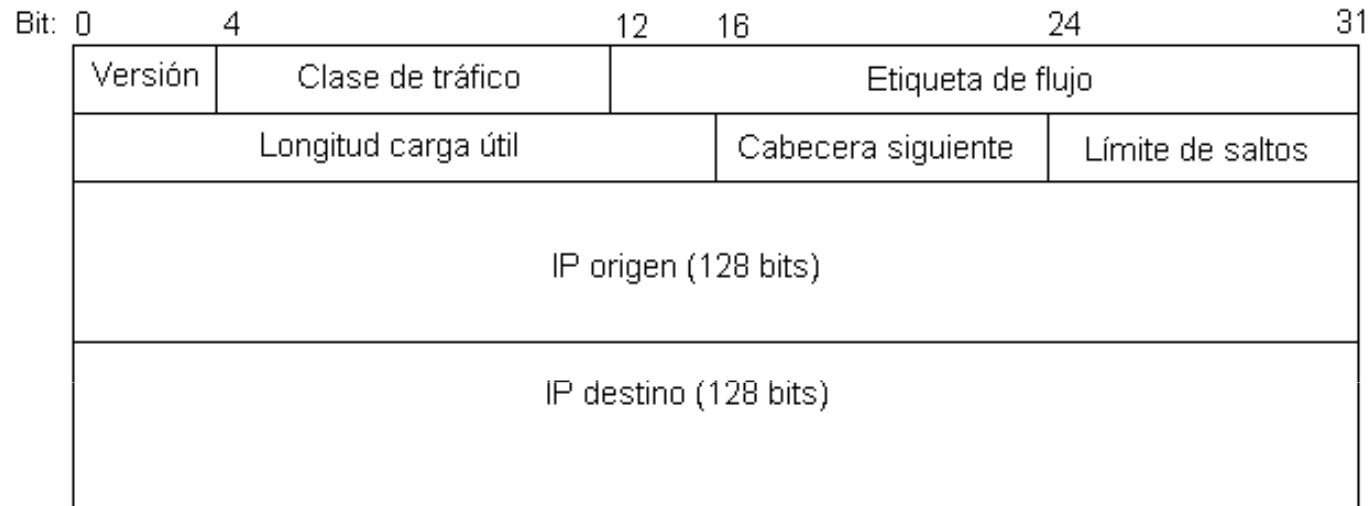 Bit: 0 4 12 16 24 31
Versión Clase de tráfico Etiqueta de flujo
Longitud carga útil Cabecera siguiente Límite de saltos
IP origen (128 bits)
IP destino (128 bits)